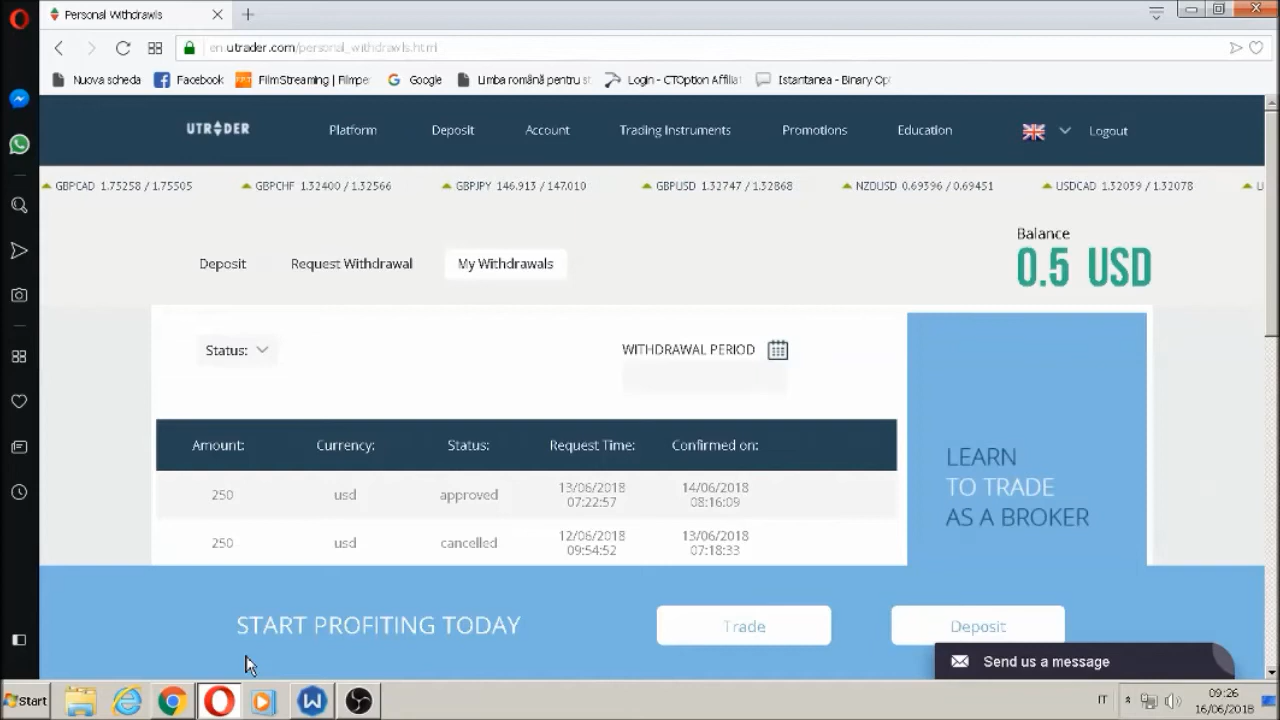 Personal Withdrawls
en.utrader.com/personal_withdrawls.html
Nuova scheda Facebook FilmStreaming | Filmpe Google Limba română pentru st Login - CTOption Affiliat Istantanea - Binary Opt
UTRADER Platform Deposit Account Trading Instruments Promotions Education Logout
GBPCAD 1.75258 / 1.75505 GBPCHF 1.32400 / 1.32566 GBPJPY 146.913 / 147.010 GBPUSD 1.32747 / 1.32868 NZDUSD 0.69396 / 0.69451 USDCAD 1.32039 / 1.32078 U
Balance
0.5 USD
Deposit Request Withdrawal My Withdrawals
Status: WITHDRAWAL PERIOD
Amount: Currency: Status: Request Time: Confirmed on:
250 usd approved 13/06/2018 07:22:57 14/06/2018 08:16:09
250 usd cancelled 12/06/2018 09:54:52 13/06/2018 07:18:33
LEARN
TO TRADE
AS A BROKER
START PROFITING TODAY Trade Deposit
Send us a message
Start IT 09:26
16/06/2018